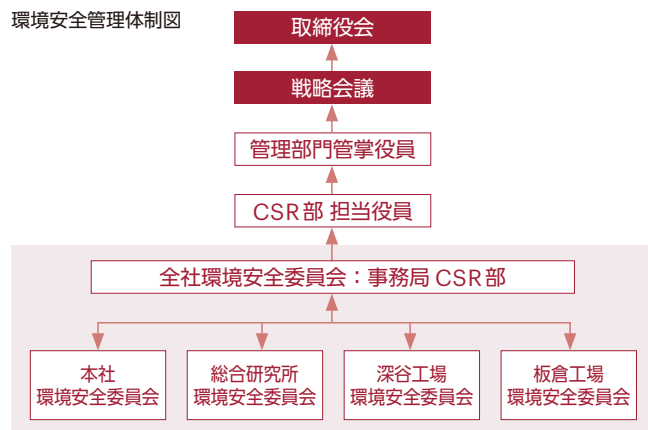 環境安全管理体制図
取締役会
戦略会議
管理部門管掌役員
CSR部 担当役員
全社環境安全委員会：事務局 CSR部
本社
環境安全委員会
総合研究所
環境安全委員会
深谷工場
環境安全委員会
板倉工場
環境安全委員会